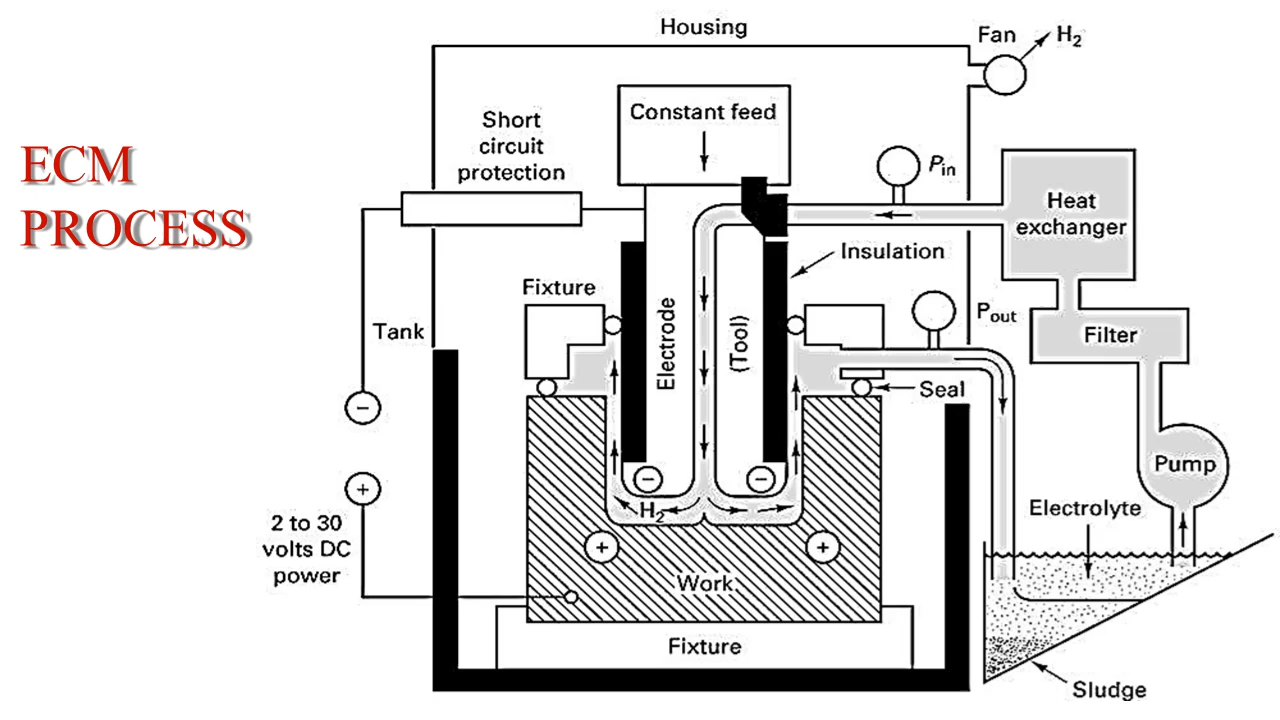 ECM
PROCESS
Housing
Fan
H₂
Constant feed
Short
circuit
protection
Pin
Heat
exchanger
Insulation
Fixture
Pout
Tank
Electrode
(Tool)
Filter
Seal
−
+
−
−
H₂
+
+
Pump
2 to 30
volts DC
power
Electrolyte
Work
Fixture
Sludge